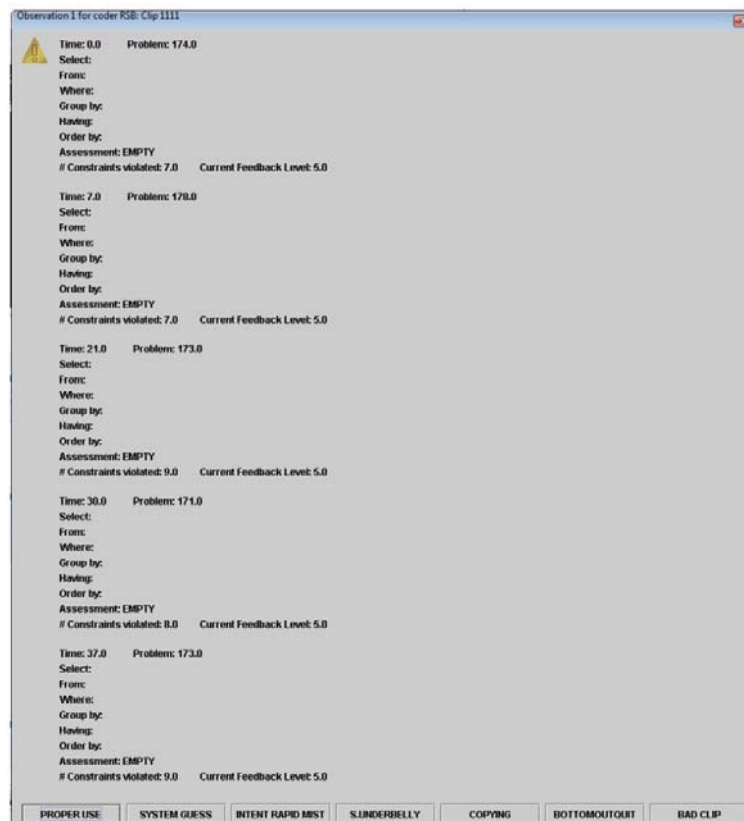 Observation 1 for coder RSB: Clip 1111
Time: 0.0 Problem: 174.0
Select:
From:
Where:
Group by:
Having:
Order by:
Assessment: EMPTY
# Constraints violated: 7.0 Current Feedback Level: 5.0
Time: 7.0 Problem: 178.0
Select:
From:
Where:
Group by:
Having:
Order by:
Assessment: EMPTY
# Constraints violated: 7.0 Current Feedback Level: 5.0
Time: 21.0 Problem: 173.0
Select:
From:
Where:
Group by:
Having:
Order by:
Assessment: EMPTY
# Constraints violated: 9.0 Current Feedback Level: 5.0
Time: 30.0 Problem: 171.0
Select:
From:
Where:
Group by:
Having:
Order by:
Assessment: EMPTY
# Constraints violated: 8.0 Current Feedback Level: 5.0
Time: 37.0 Problem: 173.0
Select:
From:
Where:
Group by:
Having:
Order by:
Assessment: EMPTY
# Constraints violated: 9.0 Current Feedback Level: 5.0
PROPER USE SYSTEM GUESS INTENT RAPID MIST S.UNDERBELLY COPYING BOTTOMOUTQUIT BAD CLIP